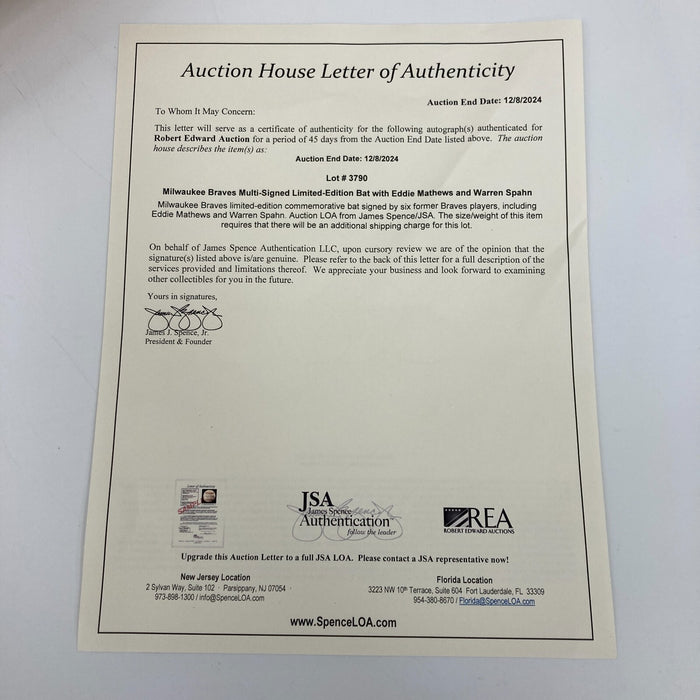 Auction House Letter of Authenticity
Auction End Date: 12/8/2024
To Whom It May Concern:
This letter will serve as a certificate of authenticity for the following autograph(s) authenticated for
Robert Edward Auction for a period of 45 days from the Auction End Date listed above. The auction
house describes the item(s) as:
Auction End Date: 12/8/2024
Lot # 3790
Milwaukee Braves Multi-Signed Limited-Edition Bat with Eddie Mathews and Warren Spahn
Milwaukee Braves limited-edition commemorative bat signed by six former Braves players, including
Eddie Mathews and Warren Spahn. Auction LOA from James Spence/JSA. The size/weight of this item
requires that there will be an additional shipping charge for this lot.
On behalf of James Spence Authentication LLC, upon cursory review we are of the opinion that the
signature(s) listed above is/are genuine. Please refer to the back of this letter for a full description of the
services provided and limitations thereof. We appreciate your business and look forward to examining
other collectibles for you in the future.
Yours in signatures,
James J. Spence, Jr.
President & Founder
Letter of Authenticity
JSA
James Spence
Authentication
follow the leader
REA
ROBERT EDWARD AUCTIONS
Upgrade this Auction Letter to a full JSA LOA. Please contact a JSA representative now!
New Jersey Location
2 Sylvan Way, Suite 102 · Parsippany, NJ 07054 ·
973-898-1300 / info@SpenceLOA.com
Florida Location
3223 NW 10th Terrace, Suite 604 Fort Lauderdale, FL 33309
954-380-8670 / Florida@SpenceLOA.com
www.SpenceLOA.com